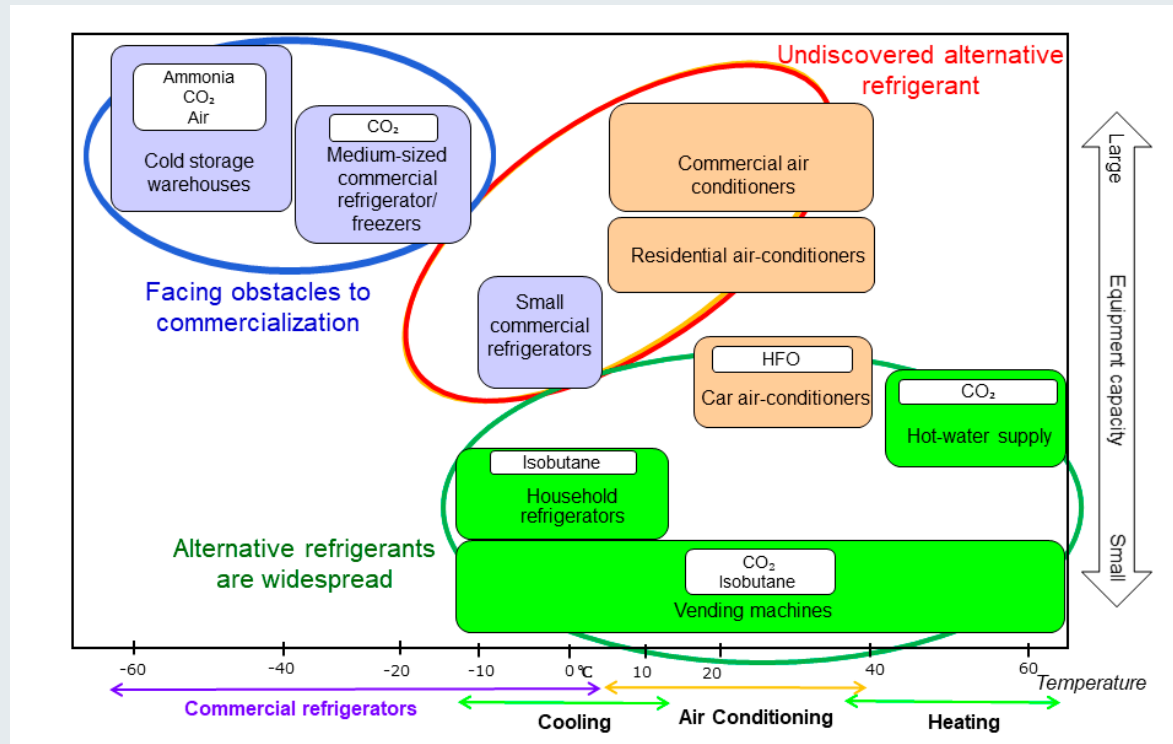 Undiscovered alternative
refrigerant
Ammonia
CO₂
Air
Cold storage
warehouses
CO₂
Medium-sized
commercial
refrigerator/
freezers
Commercial air
conditioners
Residential air-conditioners
Facing obstacles to
commercialization
Small
commercial
refrigerators
HFO
Car air-conditioners
CO₂
Hot-water supply
Isobutane
Household
refrigerators
Alternative refrigerants
are widespread
CO₂
Isobutane
Vending machines
Large
Equipment capacity
Small
-60 -40 -20 -10 0 ℃ 10 20 40 60
Temperature
Commercial refrigerators
Cooling
Air Conditioning
Heating